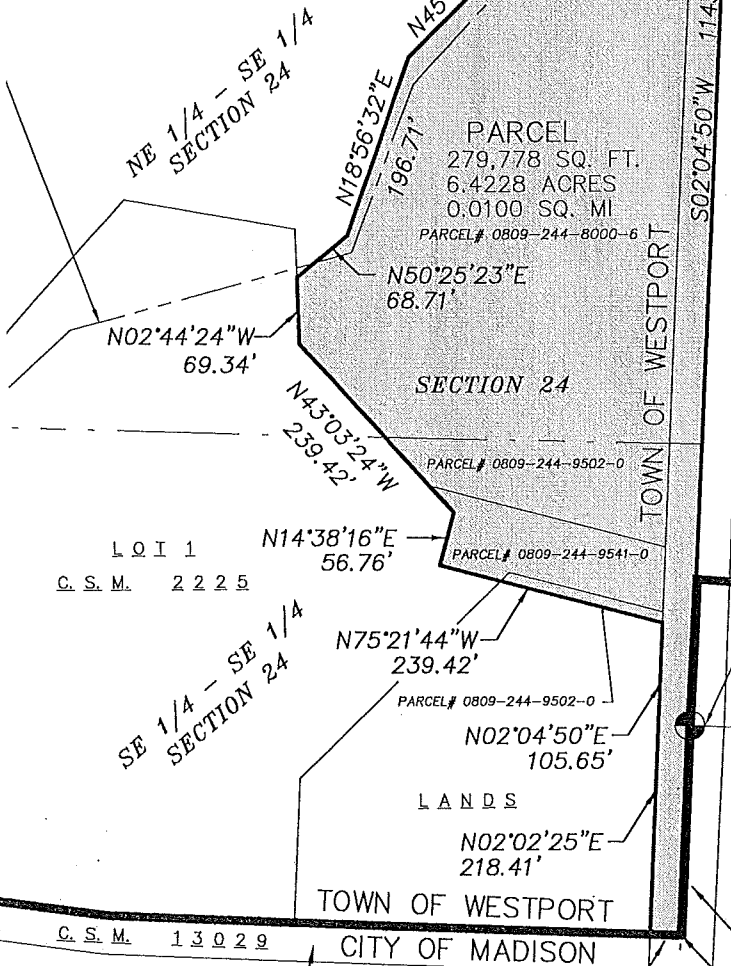 N45
114.
NE 1/4 - SE 1/4
SECTION 24
N18°56'32"E
196.71'
PARCEL
279,778 SQ. FT.
6.4228 ACRES
0.0100 SQ. MI
PARCEL# 0809-244-8000-6
S02°04'50"W
TOWN OF WESTPORT
N50°25'23"E
68.71'
N02°44'24"W
69.34'
SECTION 24
N43°03'24"W
239.42'
PARCEL# 0809-244-9502-0
N14°38'16"E
56.76'
PARCEL# 0809-244-9541-0
LOT 1
C. S. M. 2225
N75°21'44"W
239.42'
SE 1/4 - SE 1/4
SECTION 24
PARCEL# 0809-244-9502-0
N02°04'50"E
105.65'
LANDS
N02°02'25"E
218.41'
TOWN OF WESTPORT
C. S. M. 13029
CITY OF MADISON